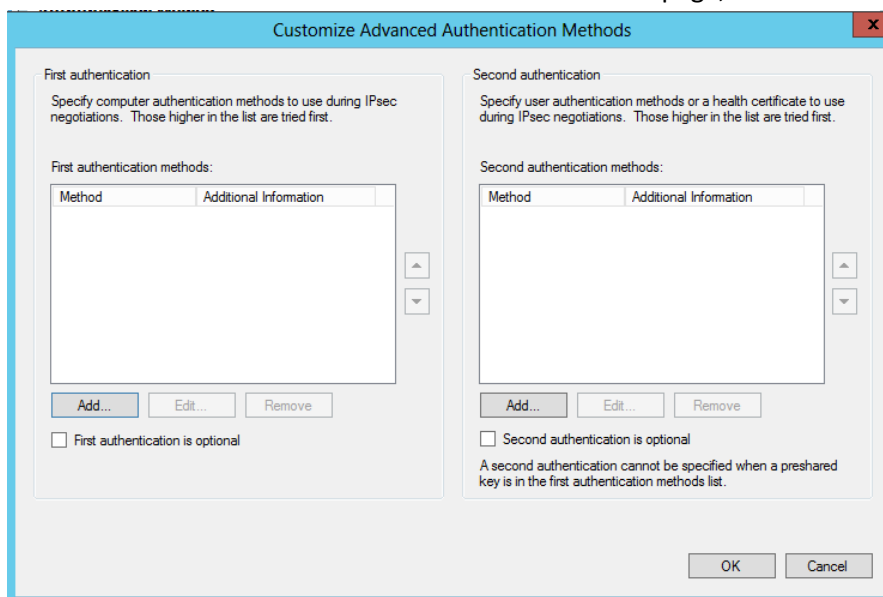 Customize Advanced Authentication Methods
x
First authentication
Specify computer authentication methods to use during IPsec
negotiations. Those higher in the list are tried first.
First authentication methods:
Method Additional Information
Add... Edit... Remove
First authentication is optional
Second authentication
Specify user authentication methods or a health certificate to use
during IPsec negotiations. Those higher in the list are tried first.
Second authentication methods:
Method Additional Information
Add... Edit... Remove
Second authentication is optional
A second authentication cannot be specified when a preshared
key is in the first authentication methods list.
OK Cancel